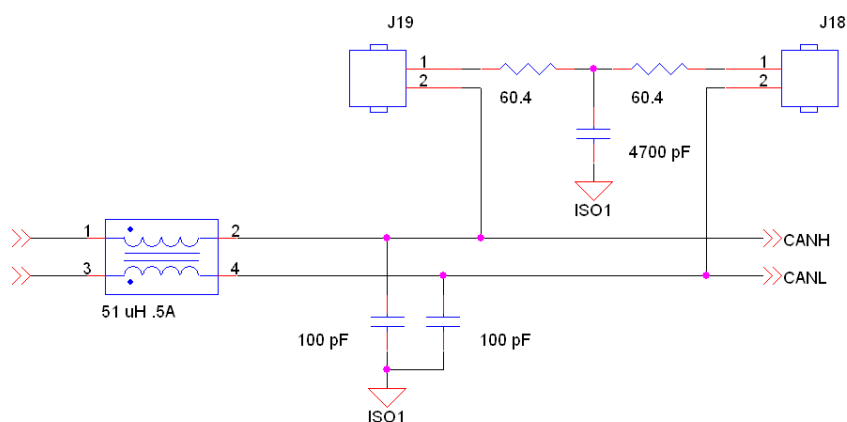 J19
J18
1
2
1
2
60.4
60.4
4700 pF
ISO1
1
2
CANH
3
4
CANL
51 uH .5A
100 pF
100 pF
ISO1